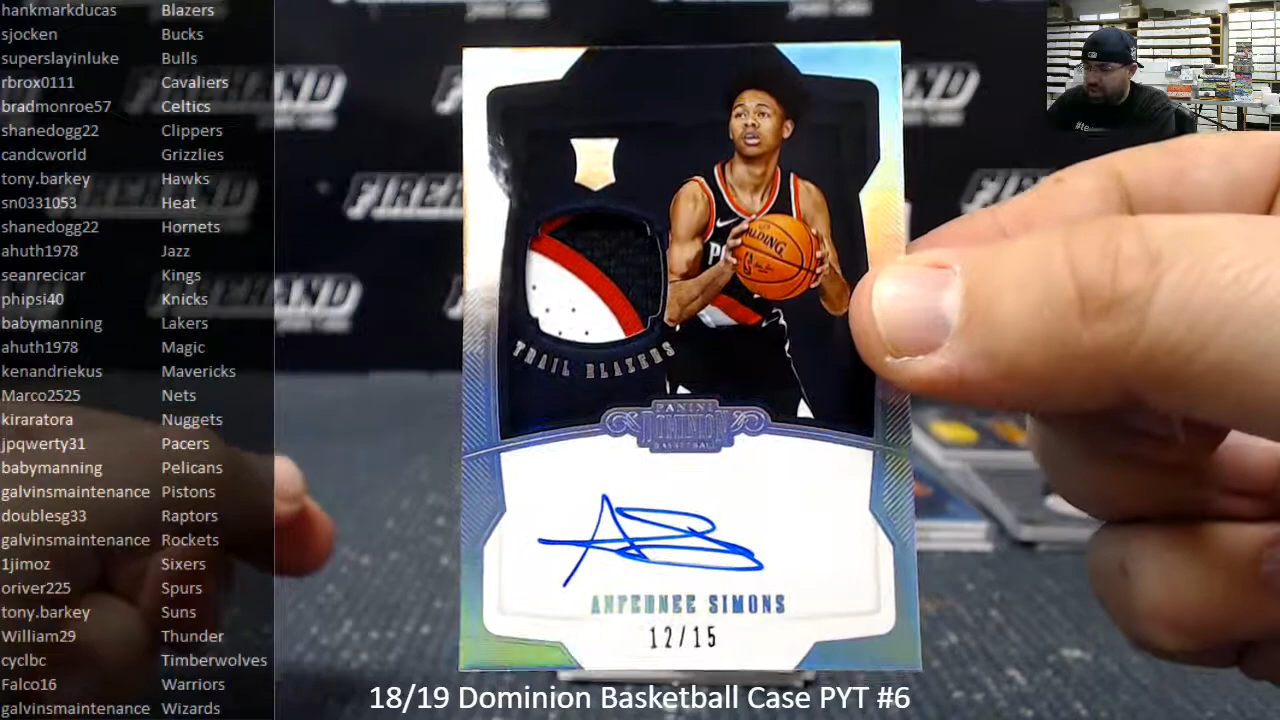 hankmarkducas Blazers
sjocken Bucks
superslayinluke Bulls
rbrox0111 Cavaliers
bradmonroe57 Celtics
shanedogg22 Clippers
candcworld Grizzlies
tony.barkey Hawks
sn0331053 Heat
shanedogg22 Hornets
ahuth1978 Jazz
seanrecicar Kings
phipsi40 Knicks
babymanning Lakers
ahuth1978 Magic
kenandriekus Mavericks
Marco2525 Nets
kiraratora Nuggets
jpqwerty31 Pacers
babymanning Pelicans
galvinsmaintenance Pistons
doublesg33 Raptors
galvinsmaintenance Rockets
1jimoz Sixers
oriver225 Spurs
tony.barkey Suns
William29 Thunder
cyclbc Timberwolves
Falco16 Warriors
galvinsmaintenance Wizards
FIREHAND
SPALDING
TRAIL BLAZERS
PANINI
DOMINION
BASKETBALL
ANFERNEE SIMONS
12/15
18/19 Dominion Basketball Case PYT #6